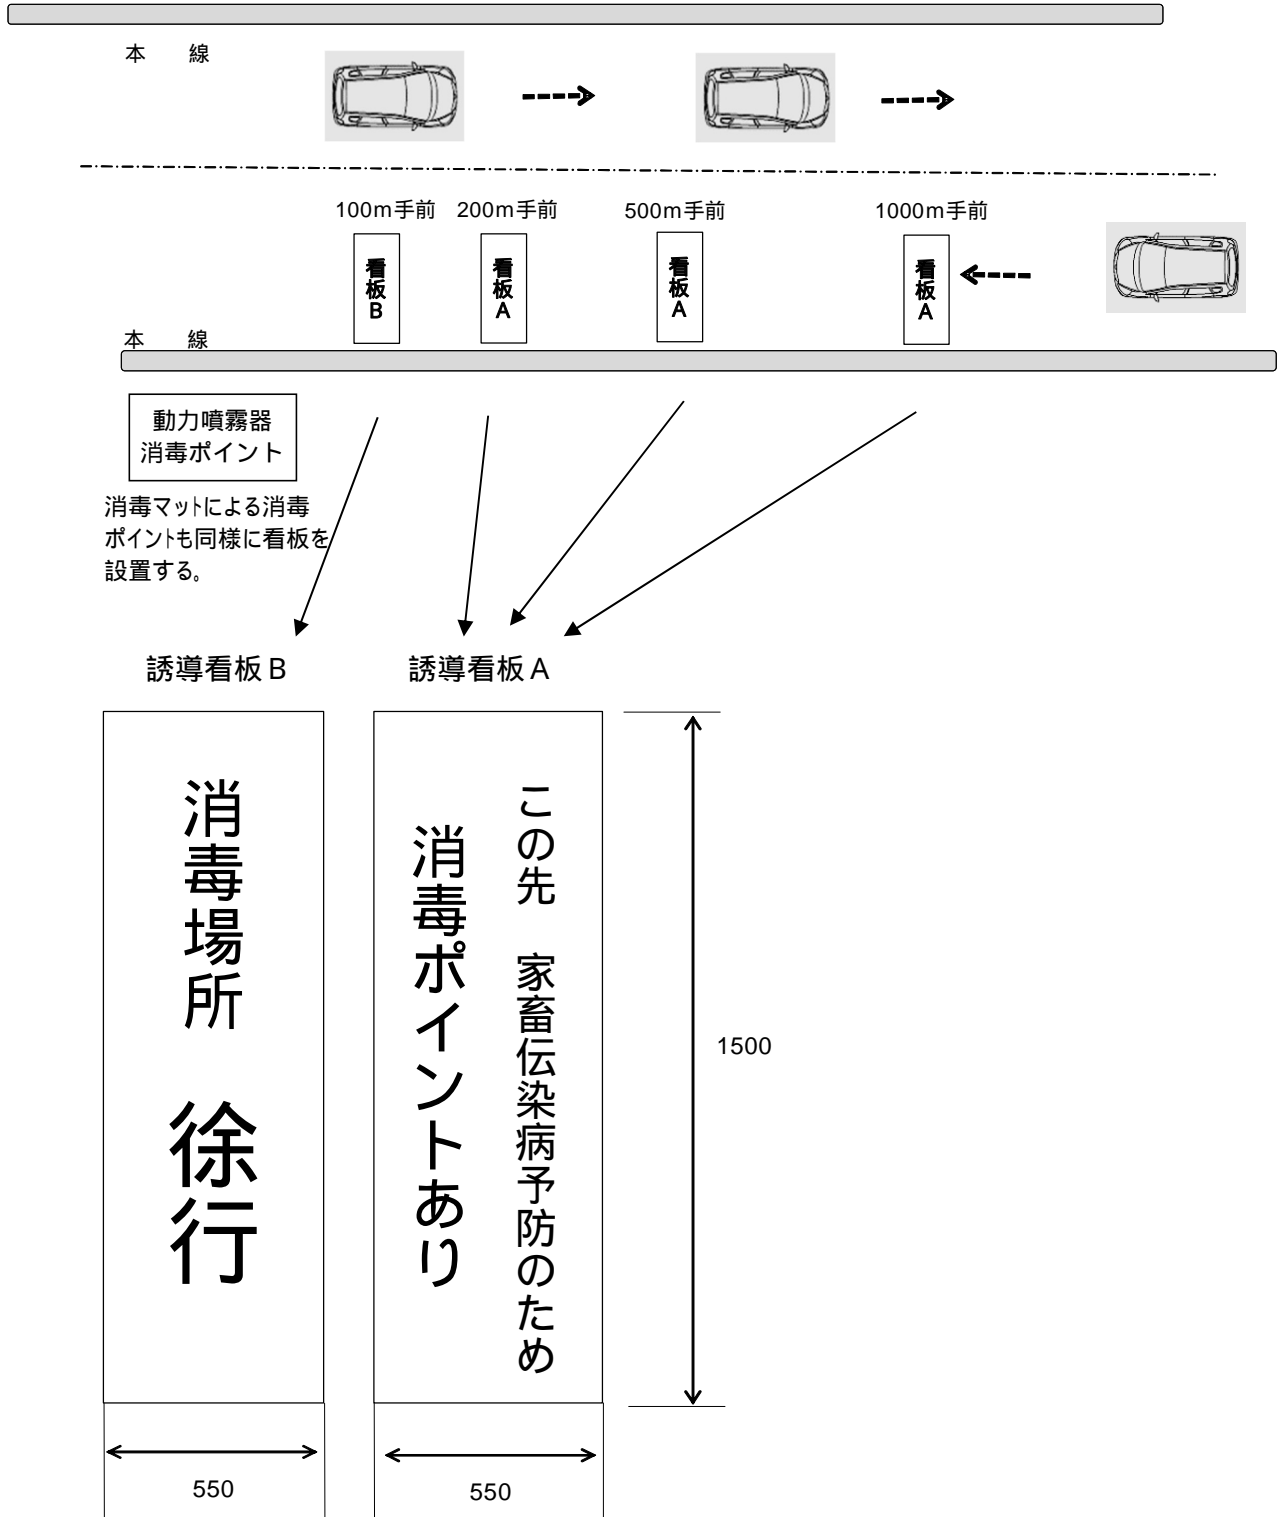 本　線
100m手前
200m手前
500m手前
1000m手前
看板B
看板A
看板A
看板A
本　線
動力噴霧器
消毒ポイント
消毒マットによる消毒
ポイントも同様に看板を
設置する。
誘導看板B
誘導看板A
消毒場所　徐行
この先　家畜伝染病予防のため
消毒ポイントあり
1500
550
550